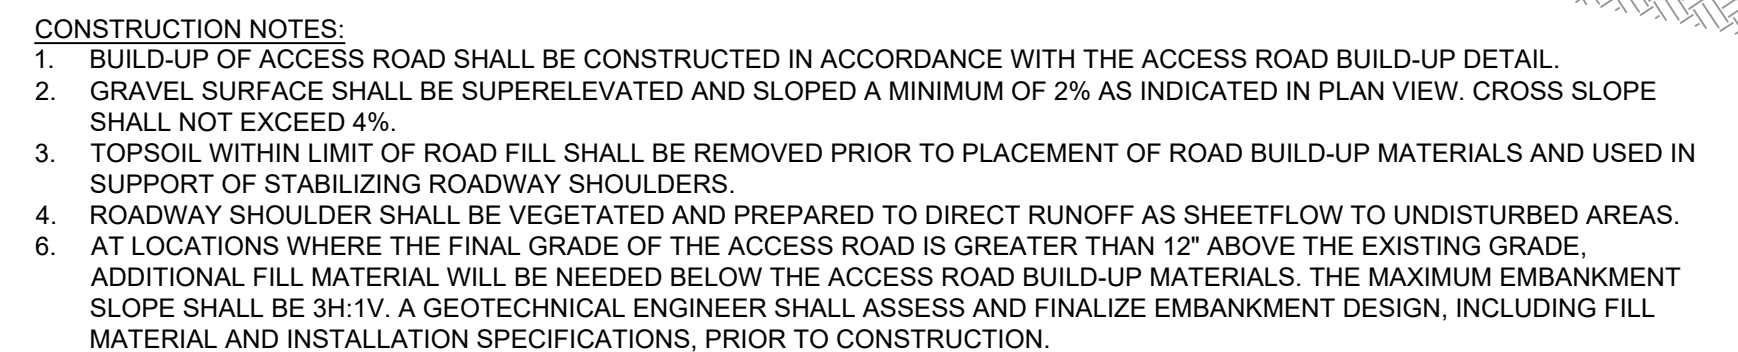 CONSTRUCTION NOTES:
1. BUILD-UP OF ACCESS ROAD SHALL BE CONSTRUCTED IN ACCORDANCE WITH THE ACCESS ROAD BUILD-UP DETAIL.
2. GRAVEL SURFACE SHALL BE SUPERELEVATED AND SLOPED A MINIMUM OF 2% AS INDICATED IN PLAN VIEW. CROSS SLOPE
SHALL NOT EXCEED 4%.
3. TOPSOIL WITHIN LIMIT OF ROAD FILL SHALL BE REMOVED PRIOR TO PLACEMENT OF ROAD BUILD-UP MATERIALS AND USED IN
SUPPORT OF STABILIZING ROADWAY SHOULDERS.
4. ROADWAY SHOULDER SHALL BE VEGETATED AND PREPARED TO DIRECT RUNOFF AS SHEETFLOW TO UNDISTURBED AREAS.
6. AT LOCATIONS WHERE THE FINAL GRADE OF THE ACCESS ROAD IS GREATER THAN 12" ABOVE THE EXISTING GRADE,
ADDITIONAL FILL MATERIAL WILL BE NEEDED BELOW THE ACCESS ROAD BUILD-UP MATERIALS. THE MAXIMUM EMBANKMENT
SLOPE SHALL BE 3H:1V. A GEOTECHNICAL ENGINEER SHALL ASSESS AND FINALIZE EMBANKMENT DESIGN, INCLUDING FILL
MATERIAL AND INSTALLATION SPECIFICATIONS, PRIOR TO CONSTRUCTION.